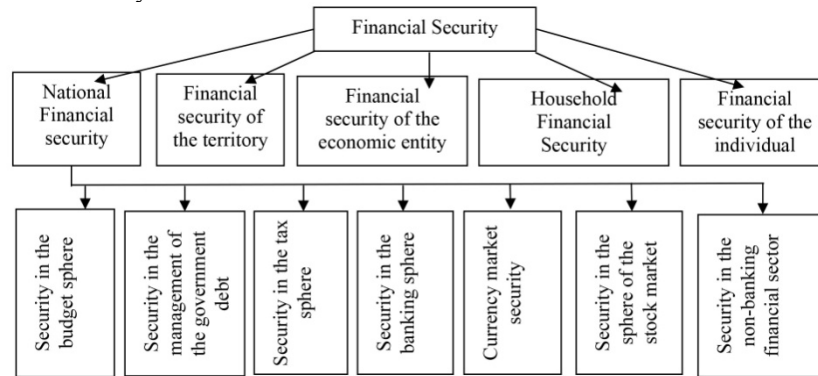 Financial Security
National
Financial
security
Financial
security of
the territory
Financial
security of the
economic entity
Household
Financial
Security
Financial
security of the
individual
Security in the
budget sphere
Security in the
management of
the government
debt
Security in the tax
sphere
Security in the
banking sphere
Currency market
security
Security in the
sphere of the
stock market
Security in the
non-banking
financial sector